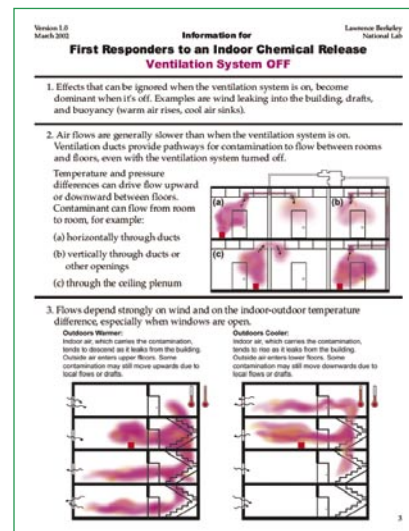 Version 1.0
March 2002
Lawrence Berkeley
National Lab
Information for
First Responders to an Indoor Chemical Release
Ventilation System OFF
1. Effects that can be ignored when the ventilation system is on, become
dominant when it's off. Examples are wind leaking into the building, drafts,
and buoyancy (warm air rises, cool air sinks).
2. Air flows are generally slower than when the ventilation system is on.
Ventilation ducts provide pathways for contamination to flow between rooms
and floors, even with the ventilation system turned off.
Temperature and pressure
differences can drive flow upward
or downward between floors.
Contaminant can flow from room
to room, for example:
(a) horizontally through ducts
(b) vertically through ducts or
other openings
(c) through the ceiling plenum
(a)
(b)
(c)
3. Flows depend strongly on wind and on the indoor-outdoor temperature
difference, especially when windows are open.
Outdoors Warmer:
Indoor air, which carries the contamination,
tends to descend as it leaks from the building.
Outside air enters upper floors. Some
contamination may still move upwards due to
local flows or drafts.
Outdoors Cooler:
Indoor air, which carries the contamination,
tends to rise as it leaks from the building.
Outside air enters lower floors. Some
contamination may still move downwards due to
local flows or drafts.
3